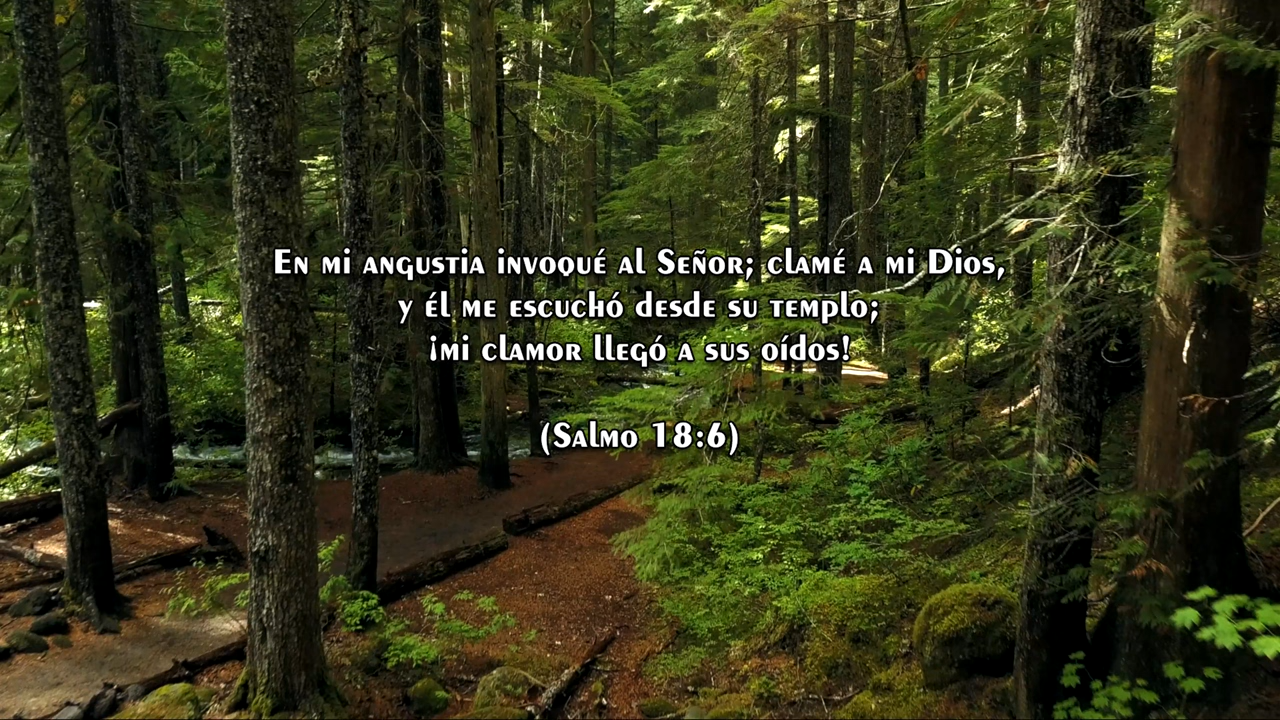 En mi angustia invoqué al Señor; clamé a mi Dios,
y él me escuchó desde su templo;
¡mi clamor llegó a sus oídos!
(Salmo 18:6)